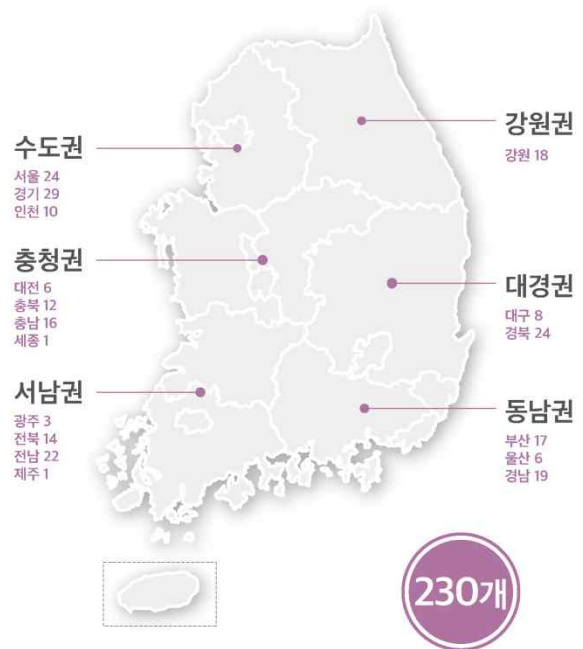 수도권
서울 24
경기 29
인천 10
충청권
대전 6
충북 12
충남 16
세종 1
서남권
광주 3
전북 14
전남 22
제주 1
강원권
강원 18
대경권
대구 8
경북 24
동남권
부산 17
울산 6
경남 19
230개